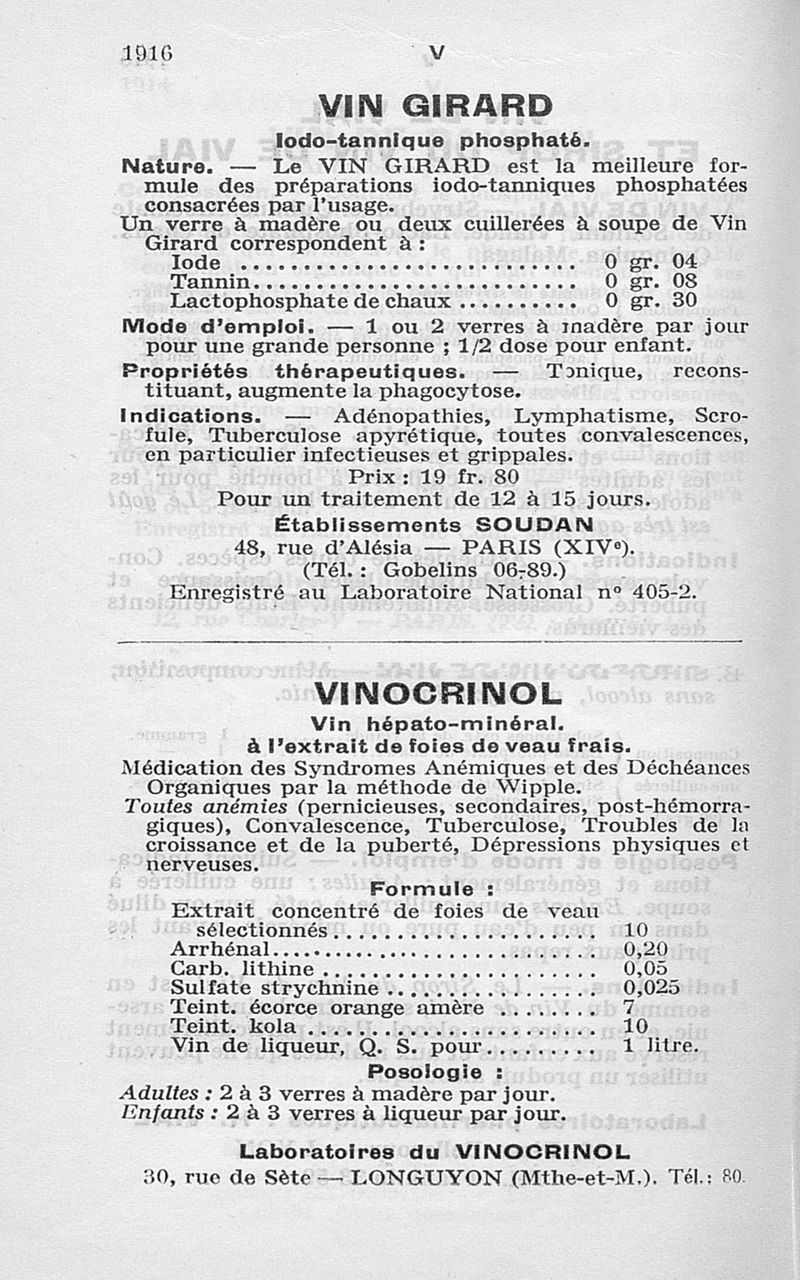 1916
V
VIN GIRARD
Iodo-tannique phosphaté.
Nature. — Le VIN GIRARD est la meilleure for-
mule des préparations iodo-tanniques phosphatées
consacrées par l'usage.
Un verre à madère ou deux cuillerées à soupe de Vin
Girard correspondent à :
Iode ........................... 0 gr. 04
Tannin.......................... 0 gr. 08
Lactophosphate de chaux .......... 0 gr. 30
Mode d'emploi. — 1 ou 2 verres à madère par jour
pour une grande personne ; 1/2 dose pour enfant.
Propriétés thérapeutiques. — Tonique, recons-
tituant, augmente la phagocytose.
Indications. — Adénopathies, Lymphatisme, Scro-
fule, Tuberculose apyrétique, toutes convalescences,
en particulier infectieuses et grippales.
Prix : 19 fr. 80
Pour un traitement de 12 à 15 jours.
Établissements SOUDAN
48, rue d'Alésia — PARIS (XIVe).
(Tél. : Gobelins 06-89.)
Enregistré au Laboratoire National n° 405-2.
VINOCRINOL
Vin hépato-minéral.
à l'extrait de foies de veau frais.
Médication des Syndromes Anémiques et des Déchéances
Organiques par la méthode de Wipple.
Toutes anémies (pernicieuses, secondaires, post-hémorra-
giques), Convalescence, Tuberculose, Troubles de la
croissance et de la puberté, Dépressions physiques et
nerveuses.
Formule :
Extrait concentré de foies de veau
sélectionnés ..................... 10
Arrhénal.......................... 0,20
Carb. lithine ...................... 0,05
Sulfate strychnine ................. 0,025
Teint. écorce orange amère ........ 7
Teint. kola ....................... 10
Vin de liqueur, Q. S. pour......... 1 litre.
Posologie :
Adultes : 2 à 3 verres à madère par jour.
Enfants : 2 à 3 verres à liqueur par jour.
Laboratoires du VINOCRINOL
30, rue de Sète — LONGUYON (Mthe-et-M.). Tél.: 80.